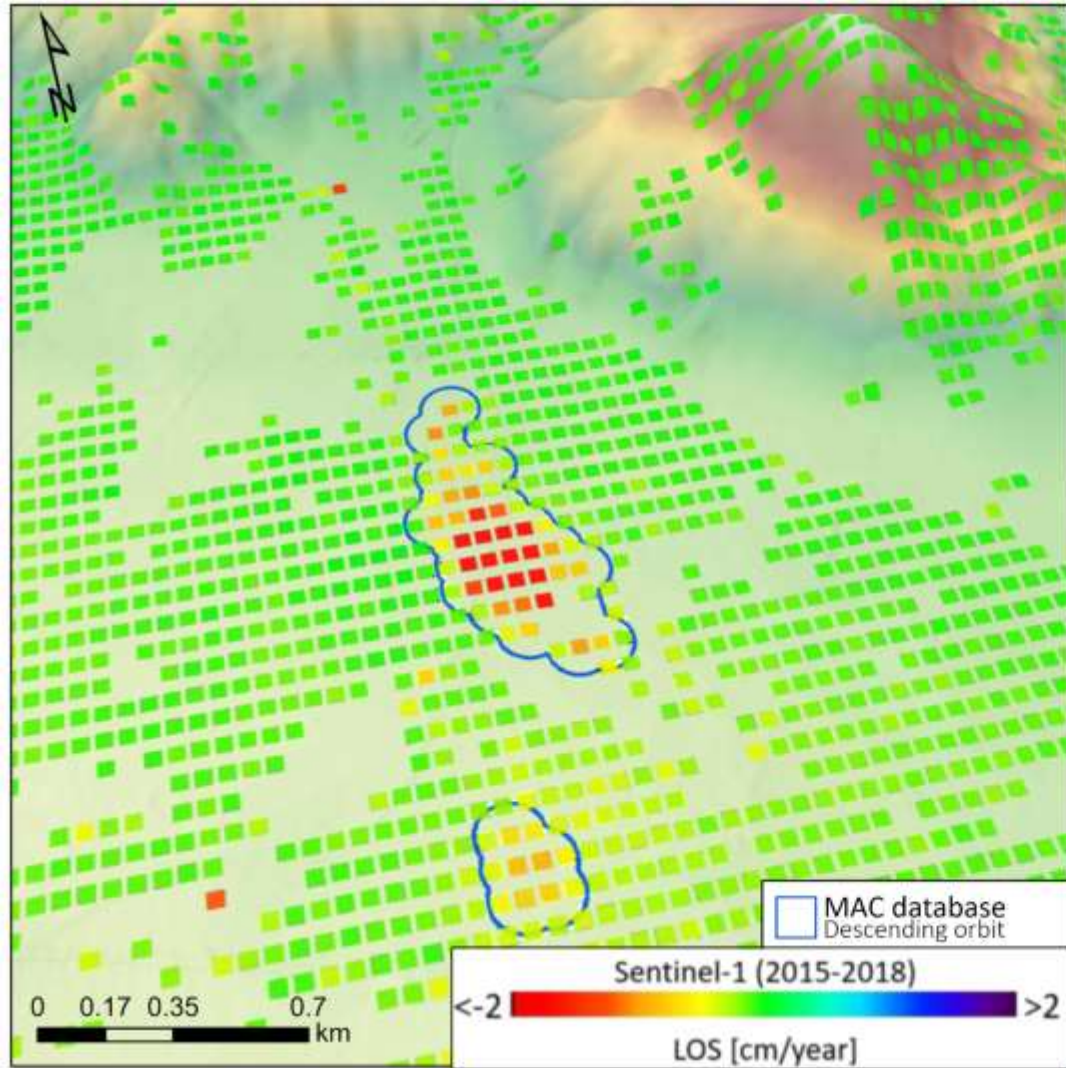 N
MAC database
Descending orbit
Sentinel-1 (2015-2018)
<-2 >2
LOS [cm/year]
0 0.17 0.35 0.7
km